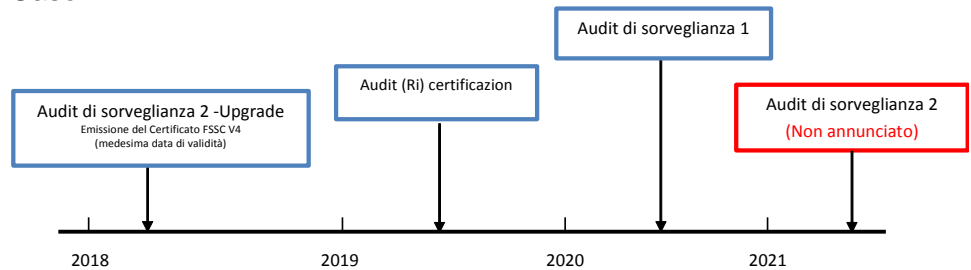 Audit di sorveglianza 1
Audit (Ri) certificazion
Audit di sorveglianza 2 -Upgrade
Emissione del Certificato FSSC V4
(medesima data di validità)
Audit di sorveglianza 2
(Non annunciato)
2018
2019
2020
2021